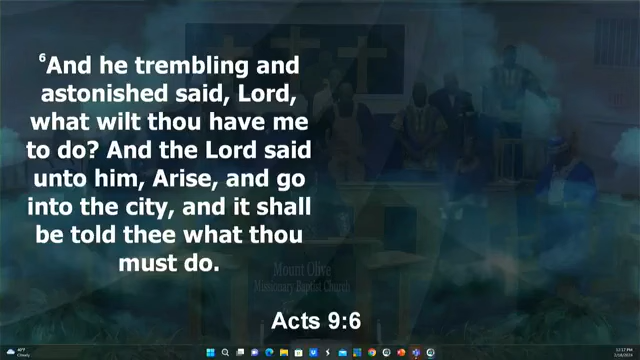 ⁶And he trembling and
astonished said, Lord,
what wilt thou have me
to do? And the Lord said
unto him, Arise, and go
into the city, and it shall
be told thee what thou
must do.
Mount Olive
Missionary Baptist Church
Acts 9:6
Cloudy